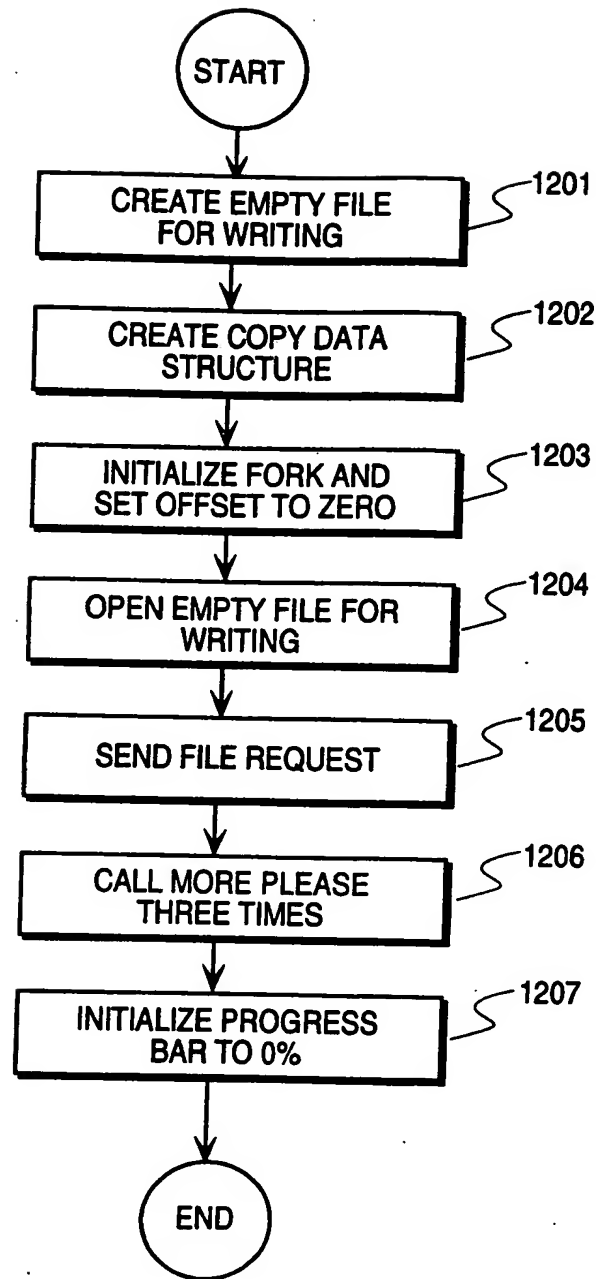 START
CREATE EMPTY FILE
FOR WRITING
1201
CREATE COPY DATA
STRUCTURE
1202
INITIALIZE FORK AND
SET OFFSET TO ZERO
1203
OPEN EMPTY FILE FOR
WRITING
1204
SEND FILE REQUEST
1205
CALL MORE PLEASE
THREE TIMES
1206
INITIALIZE PROGRESS
BAR TO 0%
1207
END